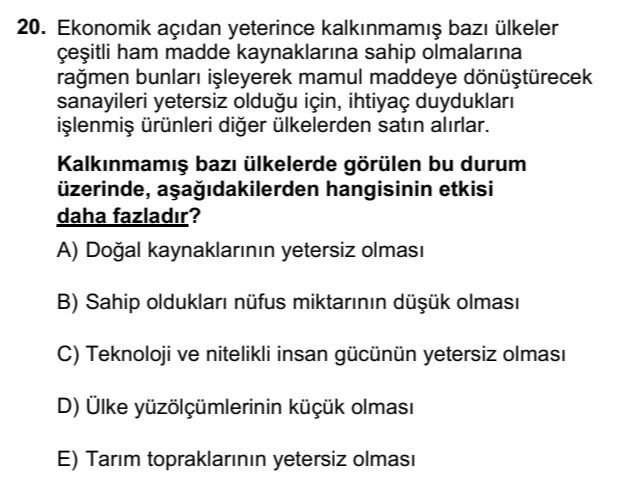 20. Ekonomik açıdan yeterince kalkınmamış bazı ülkeler
çeşitli ham madde kaynaklarına sahip olmalarına
rağmen bunları işleyerek mamul maddeye dönüştürecek
sanayileri yetersiz olduğu için, ihtiyaç duydukları
işlenmiş ürünleri diğer ülkelerden satın alırlar.
Kalkınmamış bazı ülkelerde görülen bu durum
üzerinde, aşağıdakilerden hangisinin etkisi
daha fazladır?
A) Doğal kaynaklarının yetersiz olması
B) Sahip oldukları nüfus miktarının düşük olması
C) Teknoloji ve nitelikli insan gücünün yetersiz olması
D) Ülke yüzölçümlerinin küçük olması
E) Tarım topraklarının yetersiz olması